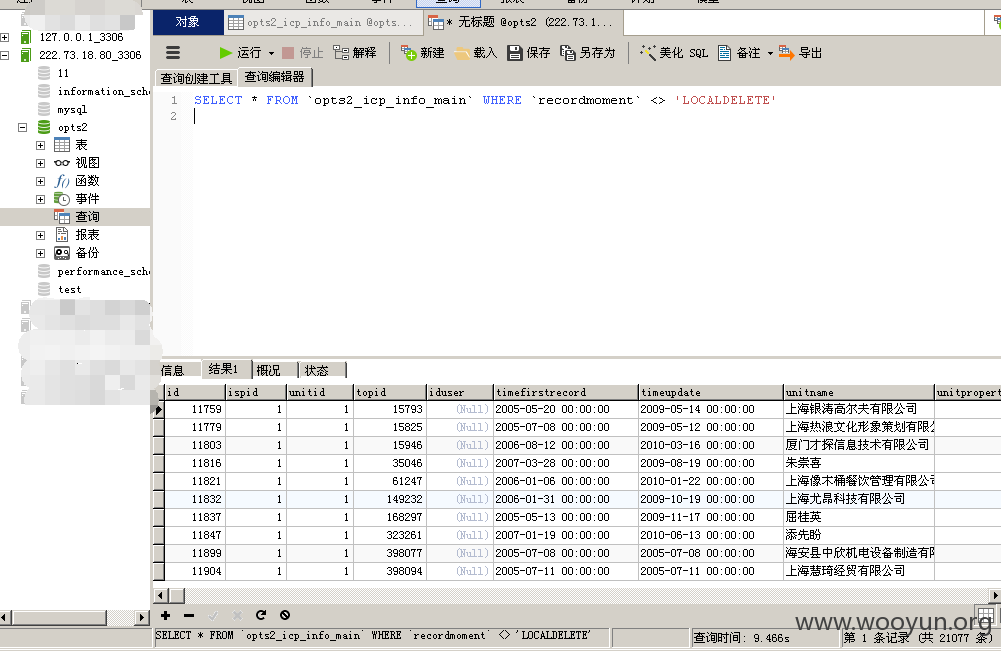 127.0.0.1_3306
222.73.18.80_3306
11
information_sche
mysql
opts2
表
视图
函数
事件
查询
报表
备份
performance_sche
test
对象
opts2_icp_info_main @opts...
* 无标题 @opts2 (222.73.1...
运行
停止
解释
新建
载入
保存
另存为
美化 SQL
备注
导出
查询创建工具
查询编辑器
1 SELECT * FROM `opts2_icp_info_main` WHERE `recordmoment` <> 'LOCALDELETE'
2
信息 结果1 概况 状态
id ispid unitid topid iduser timefirstrecord timeupdate unitname unitpropert
11759 1 1 15793 (Null) 2005-05-20 00:00:00 2009-05-14 00:00:00 上海银涛高尔夫有限公司
11779 1 1 15825 (Null) 2005-07-08 00:00:00 2009-05-12 00:00:00 上海热浪文化形象策划有限公
11803 1 1 15946 (Null) 2006-08-12 00:00:00 2010-03-16 00:00:00 厦门才探信息技术有限公司
11816 1 1 35046 (Null) 2007-03-28 00:00:00 2009-08-19 00:00:00 朱崇喜
11821 1 1 61247 (Null) 2006-01-06 00:00:00 2010-01-22 00:00:00 上海像木桶餐饮管理有限公司
11832 1 1 149232 (Null) 2006-01-31 00:00:00 2009-10-19 00:00:00 上海尤昂科技有限公司
11837 1 1 168297 (Null) 2005-05-13 00:00:00 2009-11-17 00:00:00 屈桂英
11847 1 1 323261 (Null) 2007-01-19 00:00:00 2010-06-13 00:00:00 添先盼
11899 1 1 398077 (Null) 2005-07-08 00:00:00 2005-07-08 00:00:00 海安县中欣机电设备制造有限
11904 1 1 398094 (Null) 2005-07-11 00:00:00 2005-07-11 00:00:00 上海慧琦经贸有限公司
SELECT * FROM `opts2_icp_info_main` WHERE `recordmoment` <> 'LOCALDELETE'
查询时间: 9.466s
第 1 条记录 (共 21077 条)
www.wooyun.org